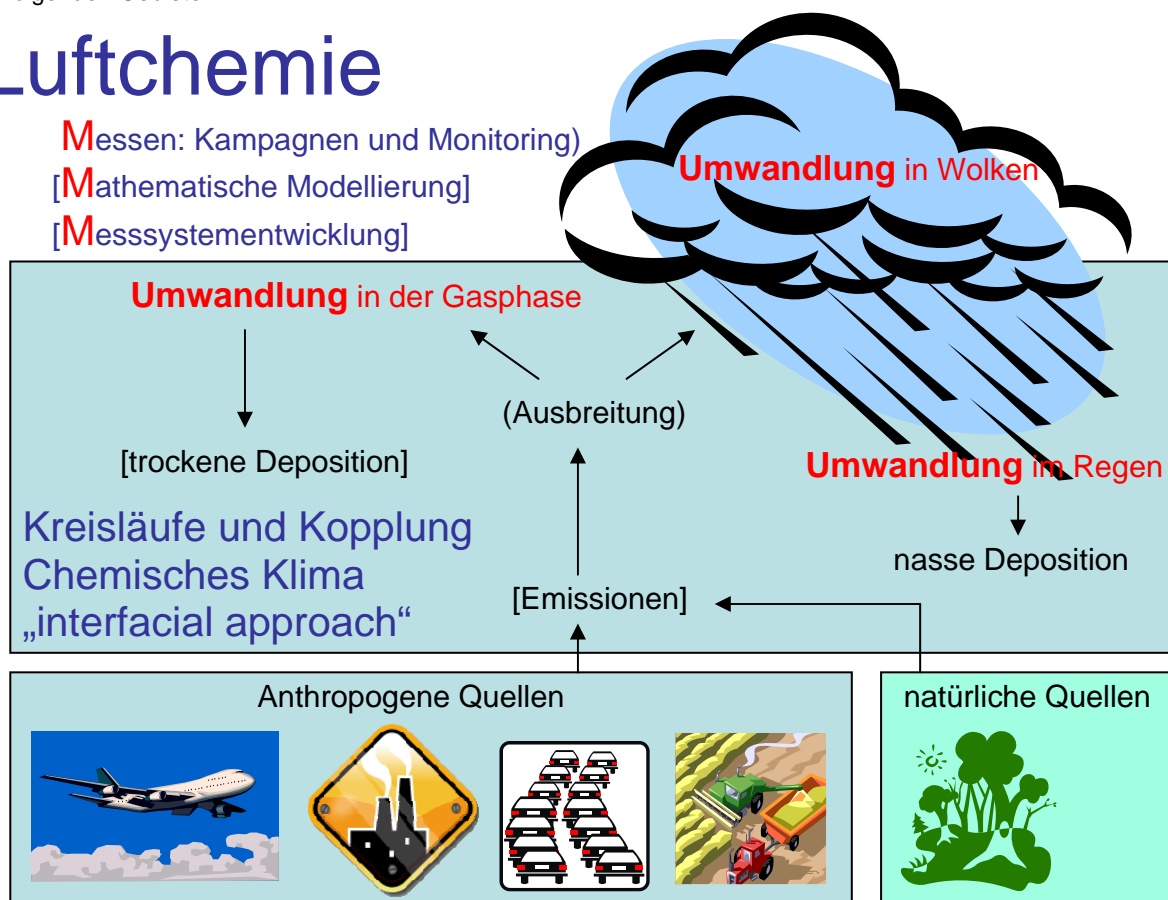 Luftchemie
Messen: Kampagnen und Monitoring)
[Mathematische Modellierung]
[Messsystementwicklung]
Umwandlung in Wolken
Umwandlung in der Gasphase
(Ausbreitung)
[trockene Deposition]
Umwandlung im Regen
Kreisläufe und Kopplung
Chemisches Klima
„interfacial approach“
nasse Deposition
[Emissionen]
Anthropogene Quellen
natürliche Quellen